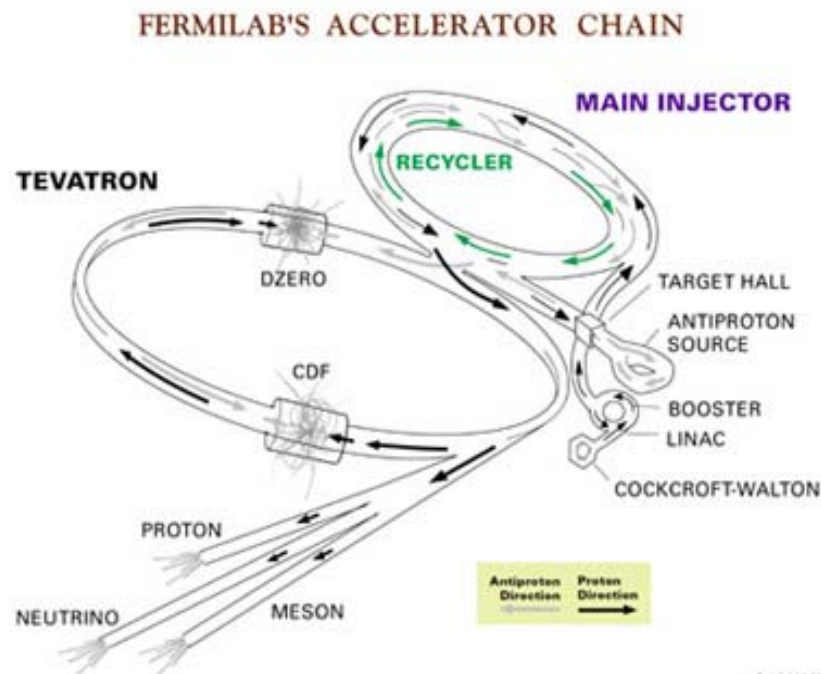 FERMILAB'S ACCELERATOR CHAIN
MAIN INJECTOR
RECYCLER
TEVATRON
DZERO
TARGET HALL
ANTIPROTON
SOURCE
CDF
BOOSTER
LINAC
COCKCROFT-WALTON
PROTON
NEUTRINO
MESON
Antiproton Proton
Direction Direction